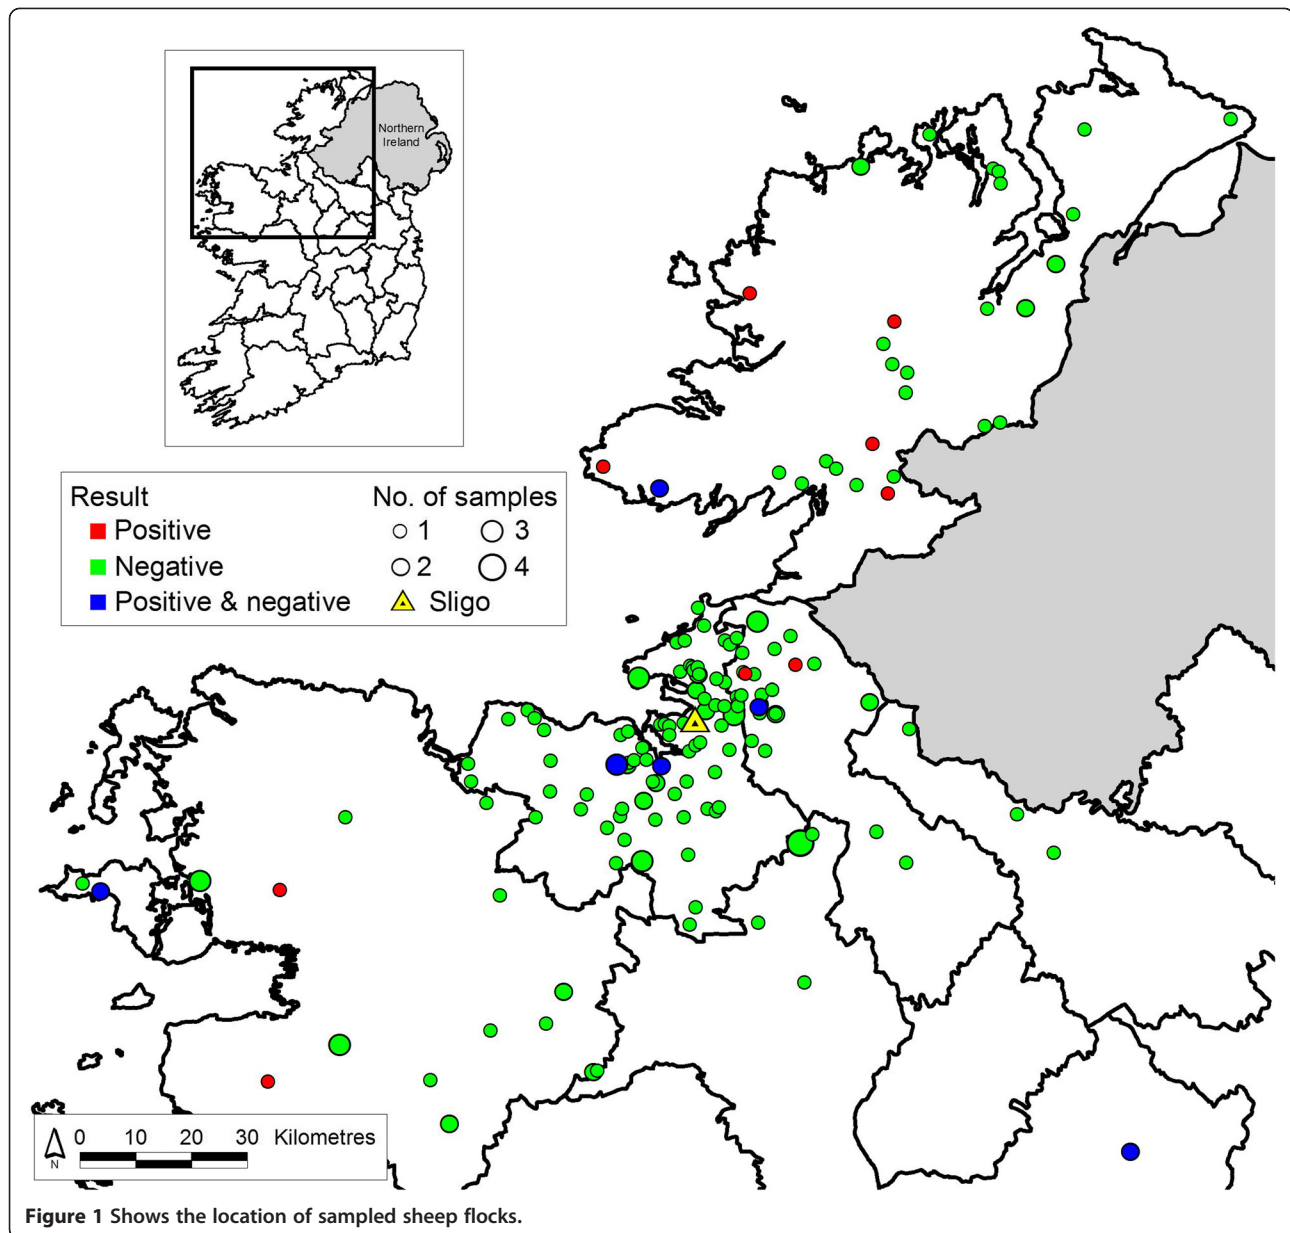 Northern
Ireland
Result No. of samples
Positive 1 3
Negative 2 4
Positive & negative Sligo
0 10 20 30 Kilometres
N
Figure 1 Shows the location of sampled sheep flocks.